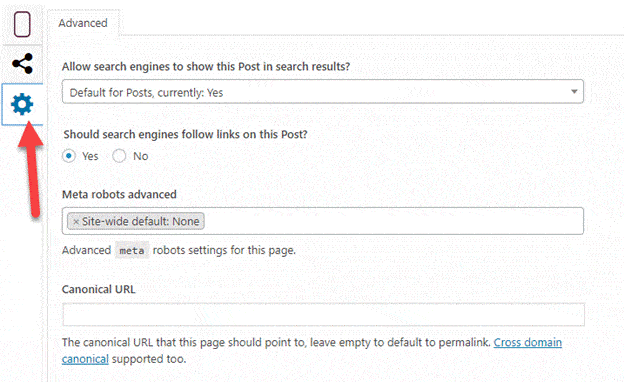 Advanced
Allow search engines to show this Post in search results?
Default for Posts, currently: Yes
Should search engines follow links on this Post?
Yes No
Meta robots advanced
× Site-wide default: None
Advanced meta robots settings for this page.
Canonical URL
The canonical URL that this page should point to, leave empty to default to permalink. Cross domain
canonical supported too.